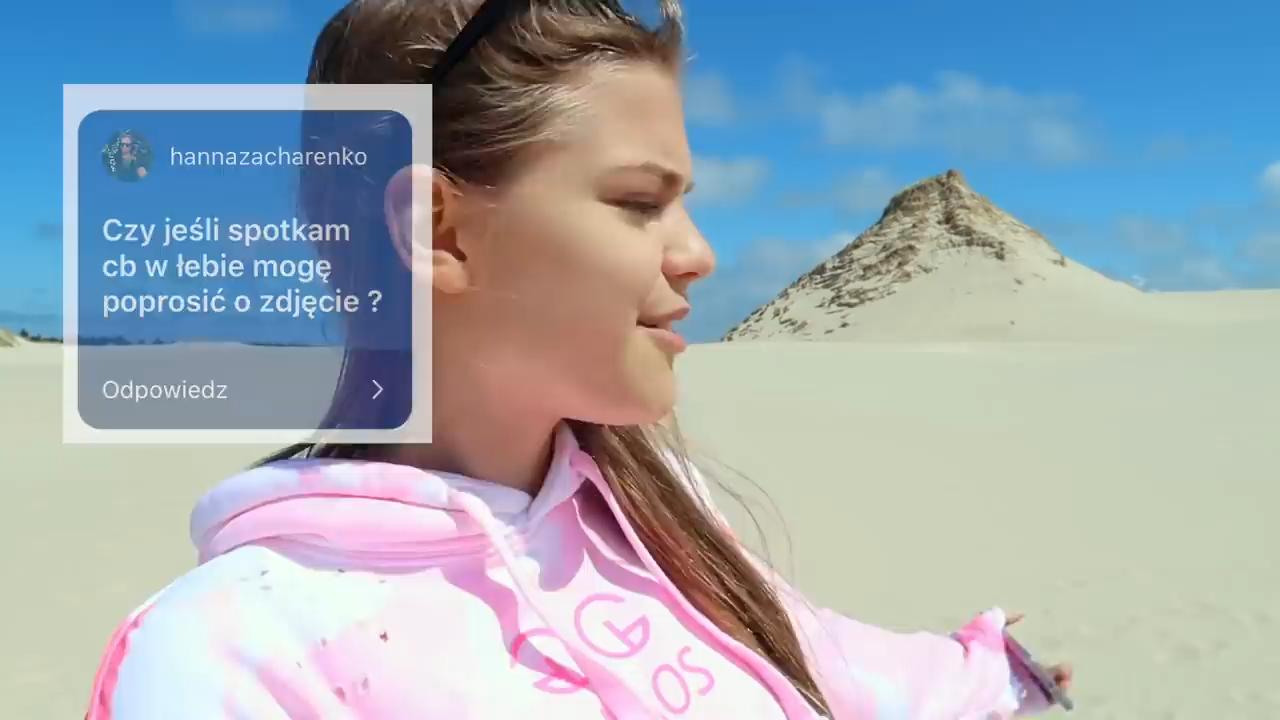 hannazacharenko
Czy jeśli spotkam
cb w łebie mogę
poprosić o zdjęcie ?
Odpowiedz